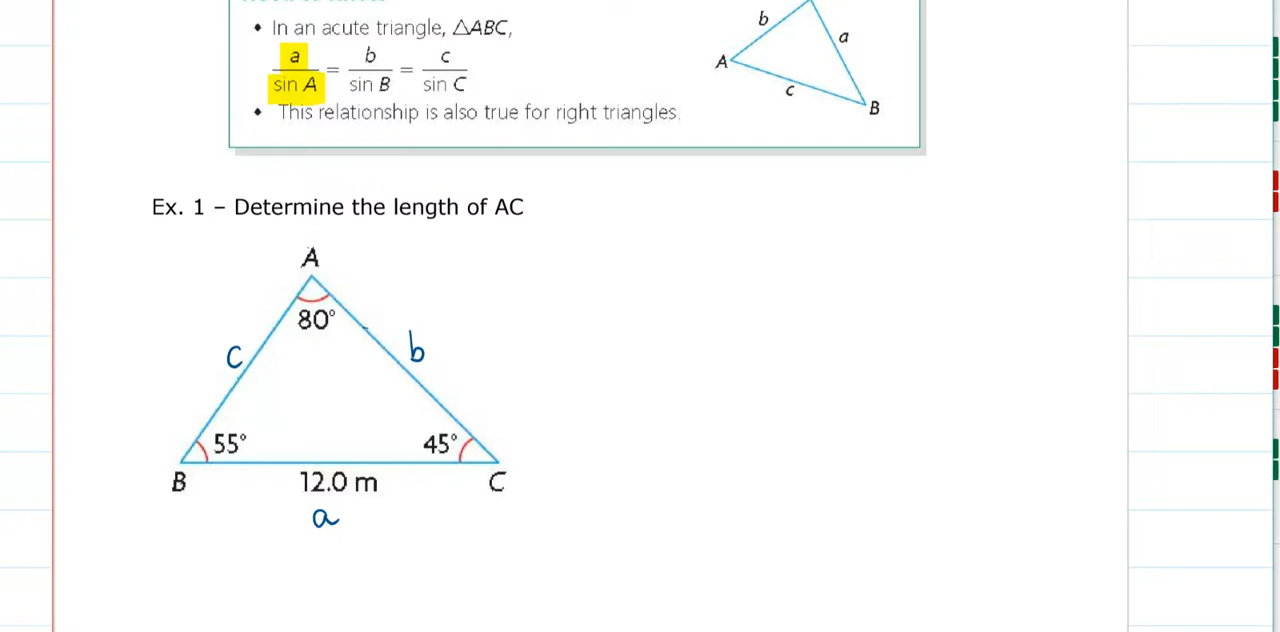 b
• In an acute triangle, △ABC,
a
a / sin A = b / sin B = c / sin C
A
c
B
• This relationship is also true for right triangles.
Ex. 1 – Determine the length of AC
A
80°
c
b
55°
45°
B
12.0 m
C
a